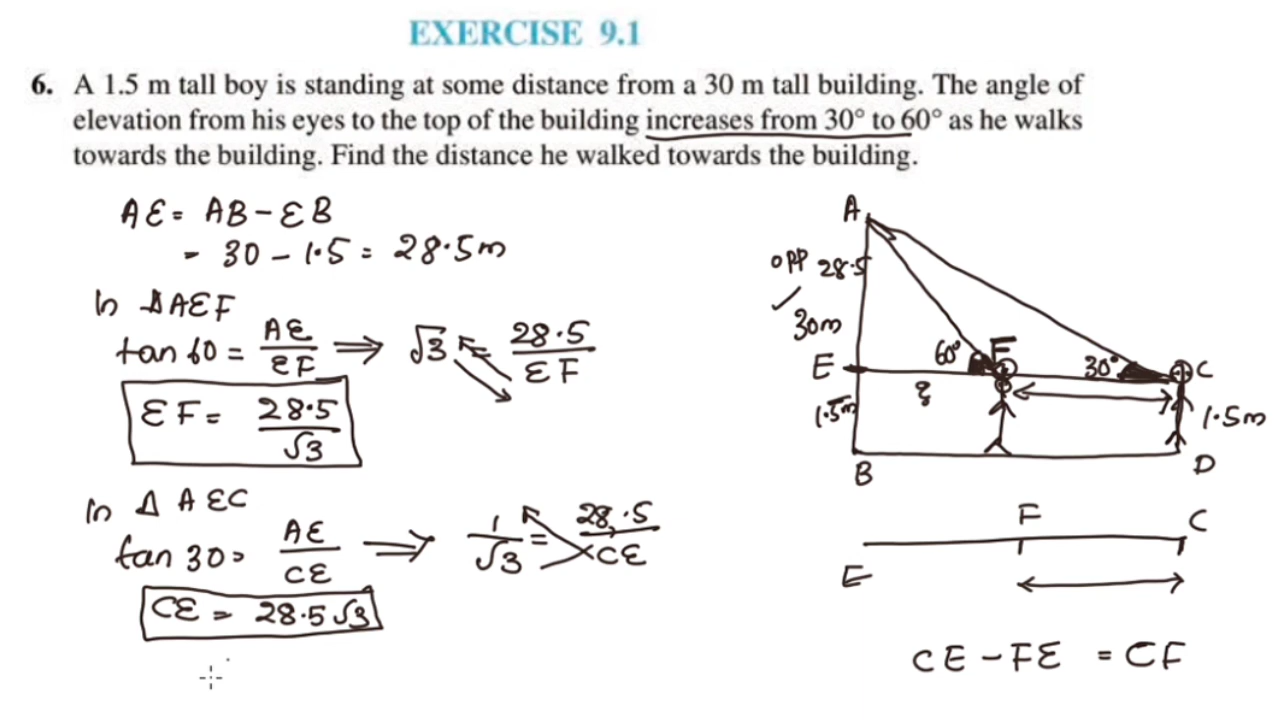 EXERCISE 9.1
6. A 1.5 m tall boy is standing at some distance from a 30 m tall building. The angle of
elevation from his eyes to the top of the building increases from 30° to 60° as he walks
towards the building. Find the distance he walked towards the building.
AE = AB - EB
= 30 - 1.5 = 28.5m
In ΔAEF
tan 60 = AE/EF ⇒ √3 = 28.5/EF
EF = 28.5/√3
In Δ AEC
tan 30 = AE/CE ⇒ 1/√3 = 28.5/CE
CE = 28.5√3
A
opp 28.5
30m
E 60° F 30° C
1.5m 1.5m
B D
F C
E
CE - FE = CF